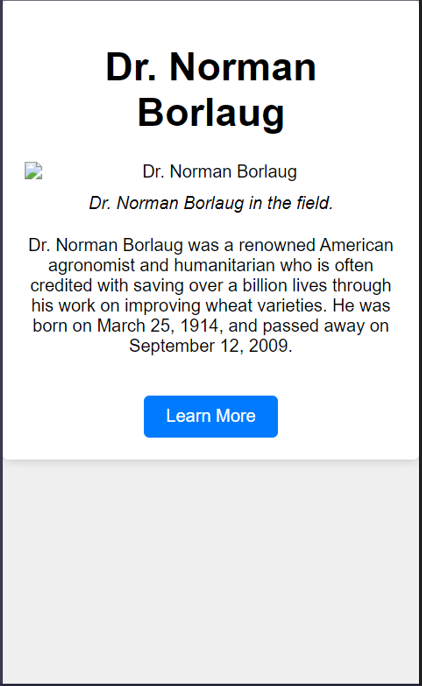 Dr. Norman
Borlaug
Dr. Norman Borlaug
Dr. Norman Borlaug in the field.
Dr. Norman Borlaug was a renowned American
agronomist and humanitarian who is often
credited with saving over a billion lives through
his work on improving wheat varieties. He was
born on March 25, 1914, and passed away on
September 12, 2009.
Learn More